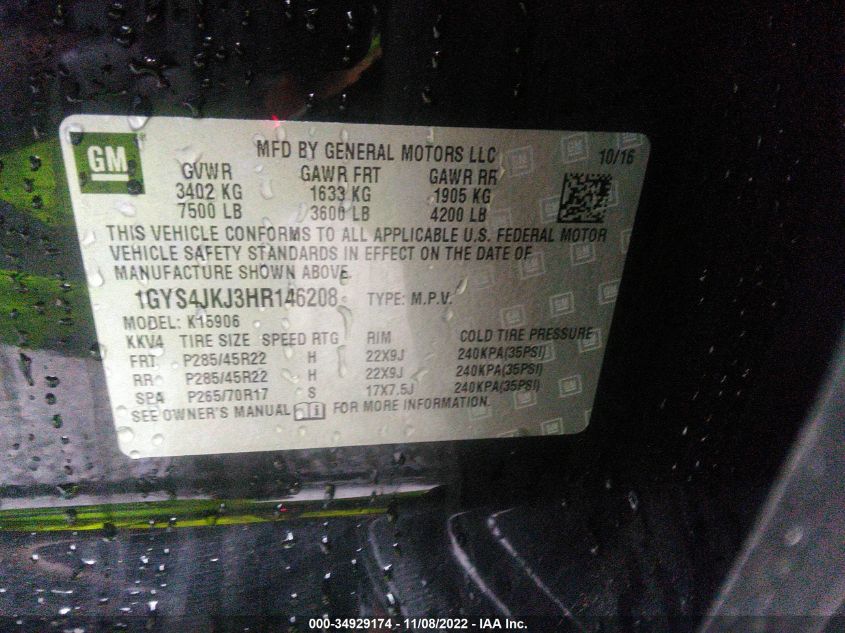 GM
MFD BY GENERAL MOTORS LLC
10/16
GVWR GAWR FRT GAWR RR
3402 KG 1633 KG 1905 KG
7500 LB 3600 LB 4200 LB
THIS VEHICLE CONFORMS TO ALL APPLICABLE U.S. FEDERAL MOTOR
VEHICLE SAFETY STANDARDS IN EFFECT ON THE DATE OF
MANUFACTURE SHOWN ABOVE.
1GYS4JKJ3HR146208 TYPE: M.P.V.
MODEL: K15906
KKV4 TIRE SIZE SPEED RTG RIM COLD TIRE PRESSURE
FRT P285/45R22 H 22X9J 240KPA(35PSI)
RR P285/45R22 H 22X9J 240KPA(35PSI)
SPA P265/70R17 S 17X7.5J 240KPA(35PSI)
SEE OWNER'S MANUAL FOR MORE INFORMATION.
000-34929174 - 11/08/2022 - IAA Inc.